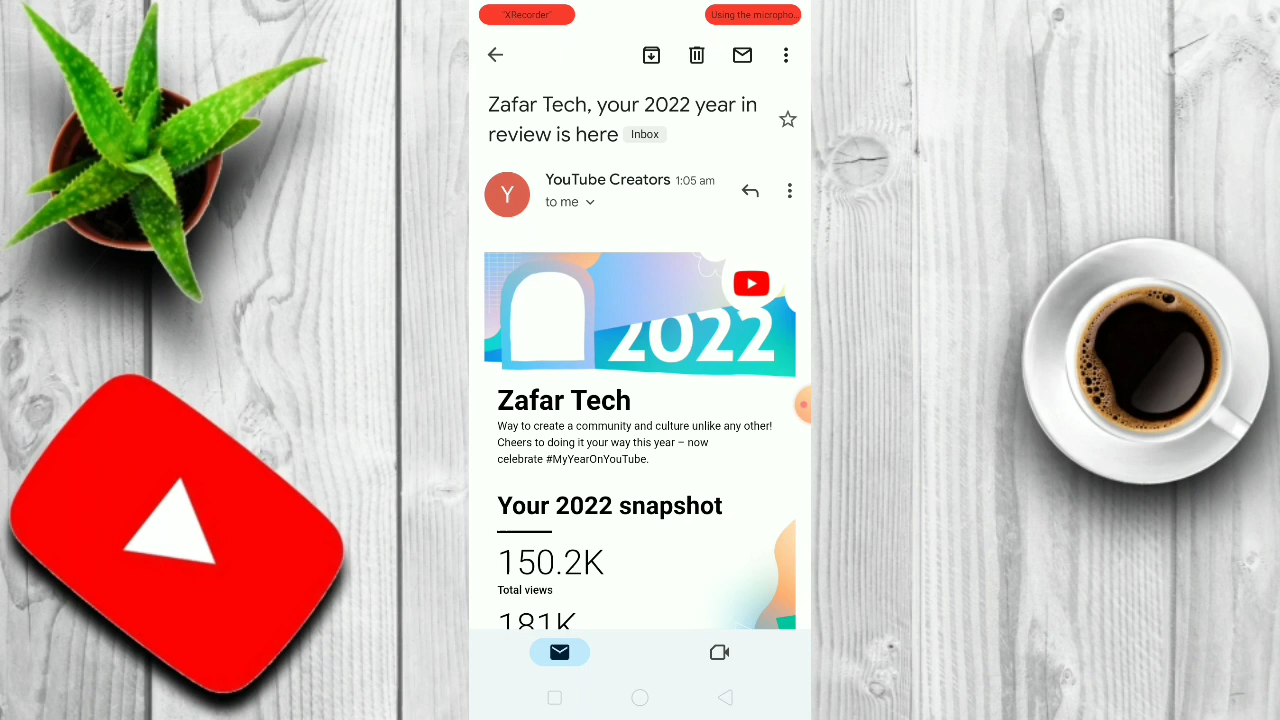 "XRecorder"
Using the micropho...
Zafar Tech, your 2022 year in
review is here Inbox
Y
YouTube Creators 1:05 am
to me
2022
Zafar Tech
Way to create a community and culture unlike any other!
Cheers to doing it your way this year – now
celebrate #MyYearOnYouTube.
Your 2022 snapshot
150.2K
Total views
181K